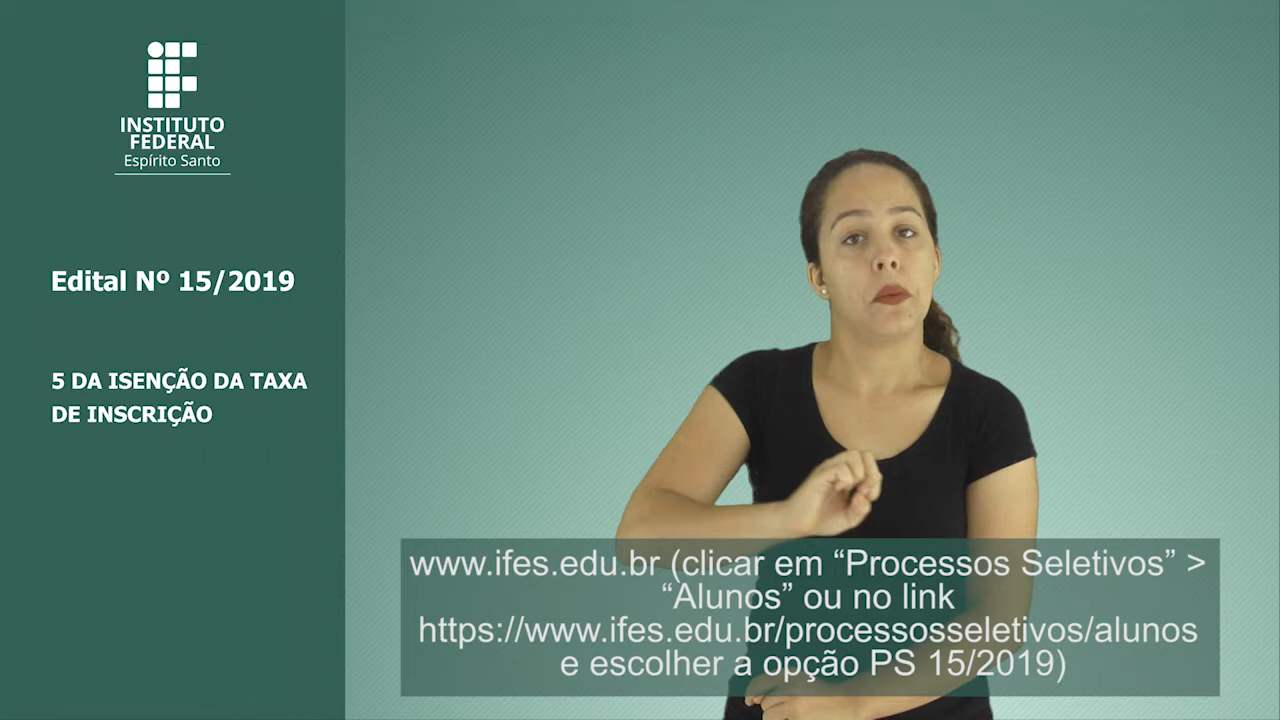 INSTITUTO
FEDERAL
Espírito Santo
Edital Nº 15/2019
5 DA ISENÇÃO DA TAXA
DE INSCRIÇÃO
www.ifes.edu.br (clicar em “Processos Seletivos” >
“Alunos” ou no link
https://www.ifes.edu.br/processosseletivos/alunos
e escolher a opção PS 15/2019)